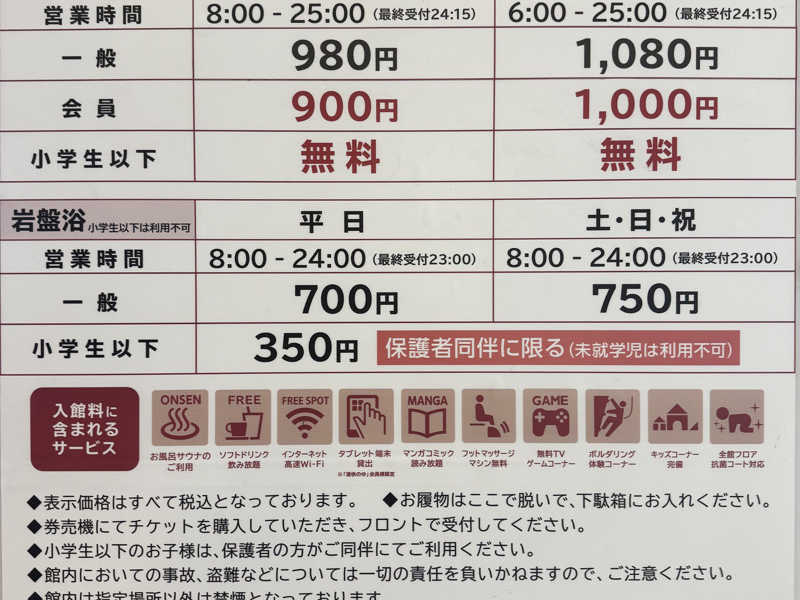 営業時間 8:00 - 25:00（最終受付24:15） 6:00 - 25:00（最終受付24:15）
一般 980円 1,080円
会員 900円 1,000円
小学生以下 無料 無料
岩盤浴 小学生以下は利用不可 平日 土・日・祝
営業時間 8:00 - 24:00（最終受付23:00） 8:00 - 24:00（最終受付23:00）
一般 700円 750円
小学生以下 350円 保護者同伴に限る（未就学児は利用不可）
入館料に
含まれる
サービス
ONSEN
お風呂サウナの
ご利用
FREE
ソフトドリンク
飲み放題
FREE SPOT
インターネット
高速Wi-Fi
タブレット端末
貸出
MANGA
マンガコミック
読み放題
フットマッサージ
マシン無料
GAME
無料TV
ゲームコーナー
ボルダリング
体験コーナー
キッズコーナー
完備
全館フロア
抗菌コート対応
◆表示価格はすべて税込となっております。 ◆お履物はここで脱いで、下駄箱にお入れください。
◆券売機にてチケットを購入していただき、フロントで受付してください。
◆小学生以下のお子様は、保護者の方がご同伴にてご利用ください。
◆館内においての事故、盗難などについては一切の責任を負いかねますので、ご注意ください。
◆館内は指定場所以外は禁煙となっております。